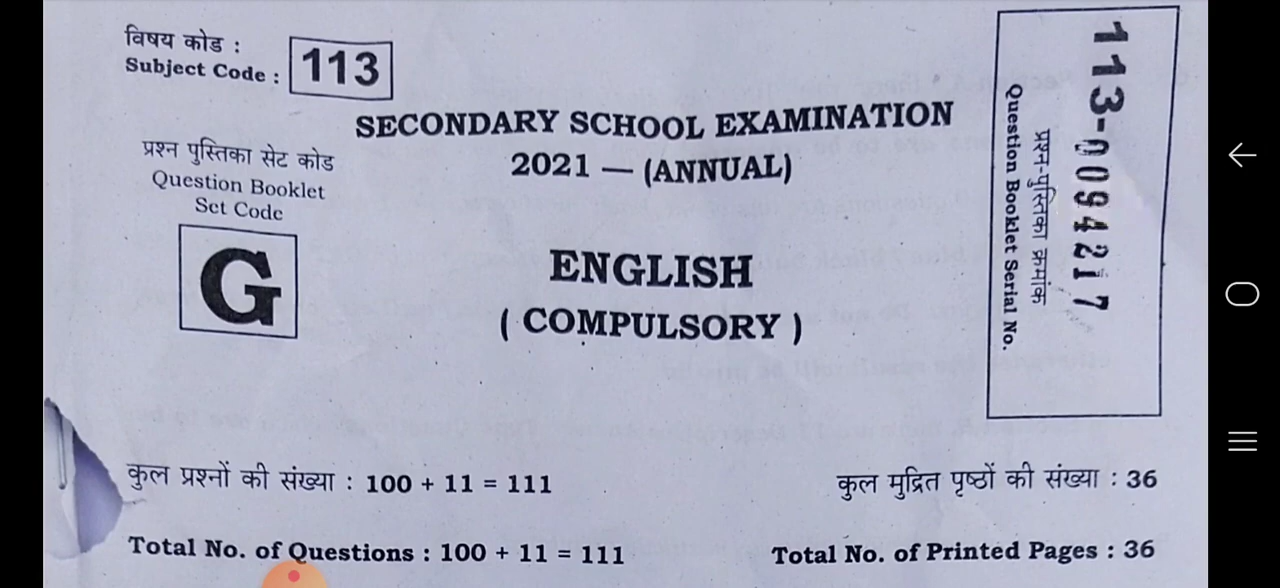 विषय कोड :
Subject Code :
113
SECONDARY SCHOOL EXAMINATION
2021 — (ANNUAL)
प्रश्न पुस्तिका सेट कोड
Question Booklet
Set Code
G
ENGLISH
( COMPULSORY )
113-0094217
प्रश्न-पुस्तिका क्रमांक
Question Booklet Serial No.
कुल प्रश्नों की संख्या : 100 + 11 = 111
कुल मुद्रित पृष्ठों की संख्या : 36
Total No. of Questions : 100 + 11 = 111
Total No. of Printed Pages : 36